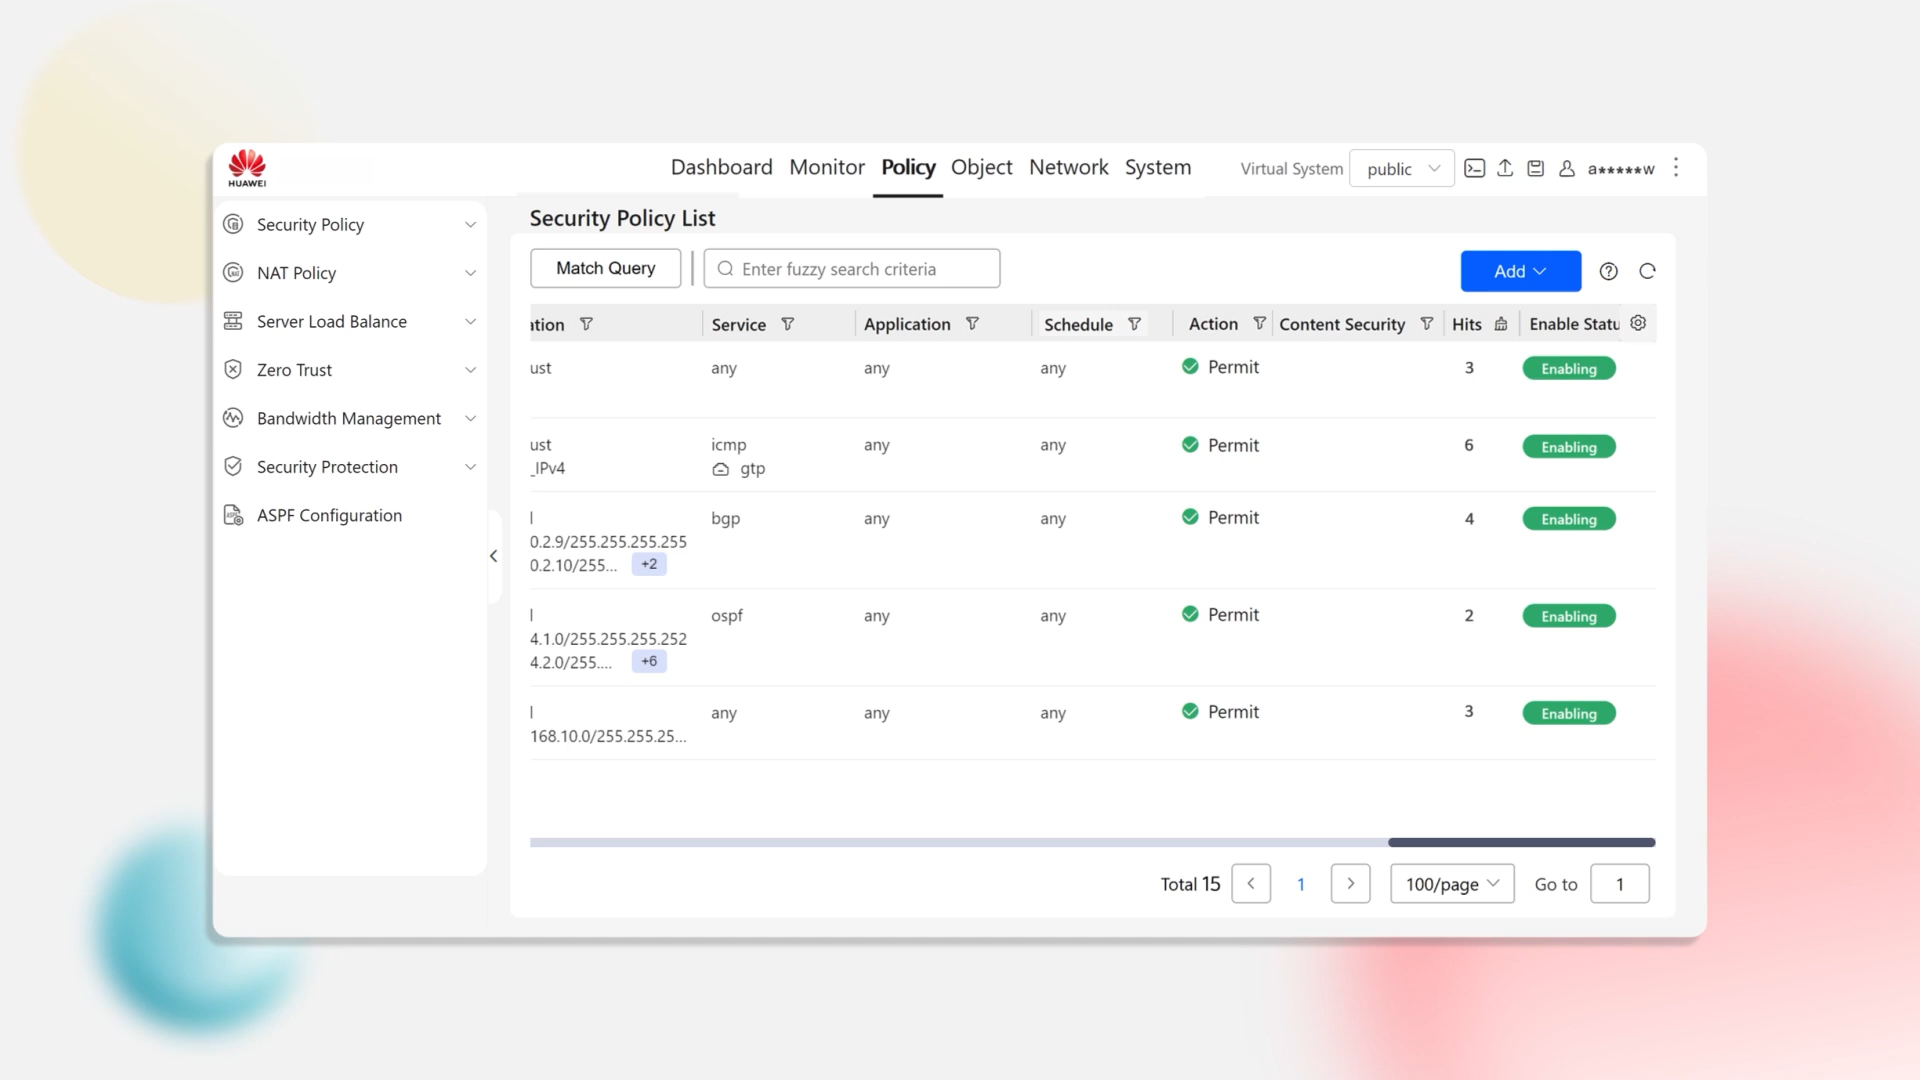 HUAWEI
Dashboard Monitor Policy Object Network System Virtual System public a*****w
Security Policy
NAT Policy
Server Load Balance
Zero Trust
Bandwidth Management
Security Protection
ASPF Configuration
Security Policy List
Match Query Enter fuzzy search criteria Add
ation Service Application Schedule Action Content Security Hits Enable Statu
ust any any any Permit 3 Enabling
ust icmp any any Permit 6 Enabling
_IPv4 gtp
l bgp any any Permit 4 Enabling
0.2.9/255.255.255.255
0.2.10/255... +2
l ospf any any Permit 2 Enabling
4.1.0/255.255.255.252
4.2.0/255.... +6
l any any any Permit 3 Enabling
168.10.0/255.255.25...
Total 15 1 100/page Go to 1